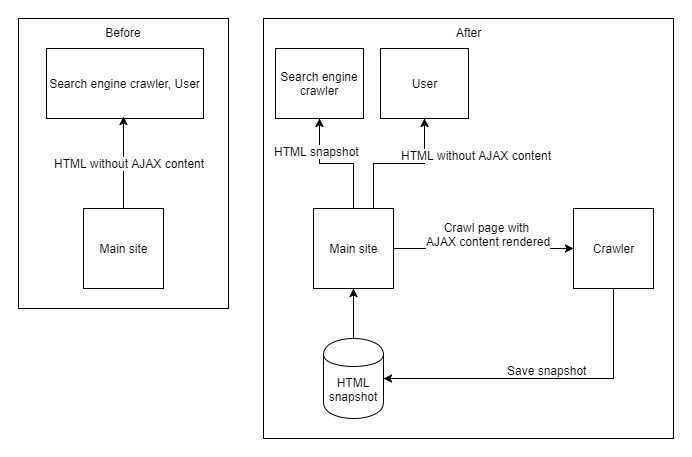 Before
Search engine crawler, User
HTML without AJAX content
Main site
After
Search engine
crawler
User
HTML snapshot
HTML without AJAX content
Main site
Crawl page with
AJAX content rendered
Crawler
HTML
snapshot
Save snapshot